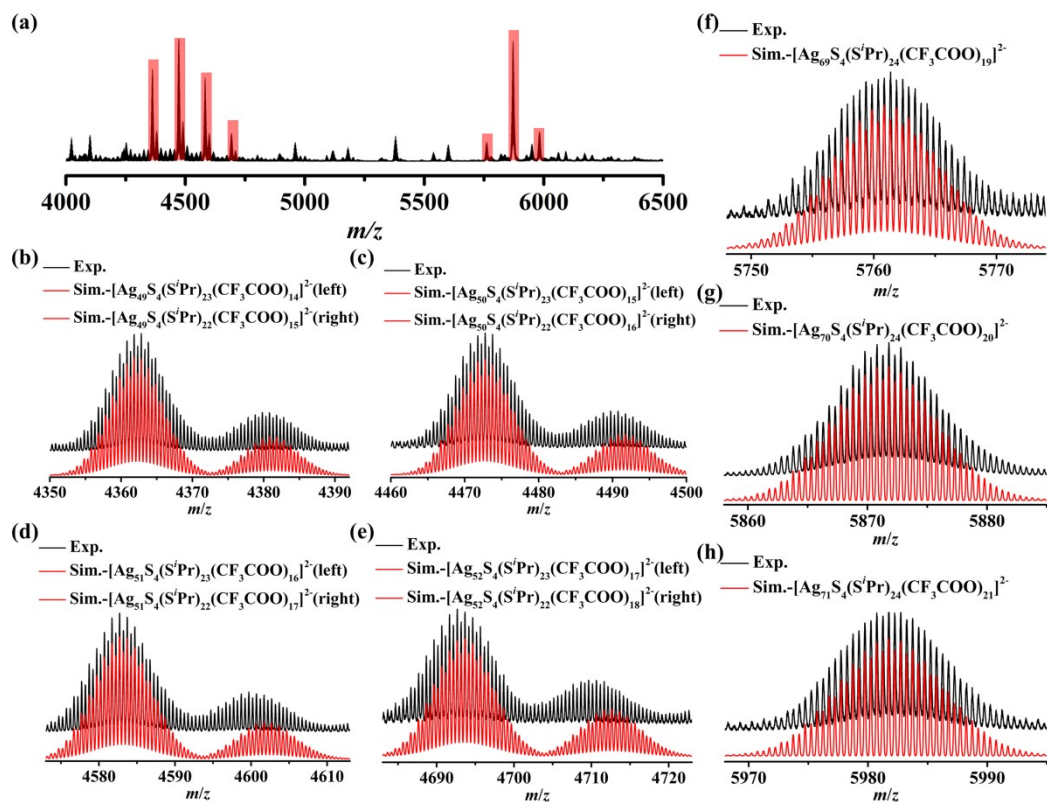 (a)
4000 4500 5000 5500 6000 6500
m/z
(b)
Exp.
Sim.-[Ag₄₉S₄(SⁱPr)₂₃(CF₃COO)₁₄]²⁻(left)
Sim.-[Ag₄₉S₄(SⁱPr)₂₂(CF₃COO)₁₅]²⁻(right)
4350 4360 4370 4380 4390
m/z
(c)
Exp.
Sim.-[Ag₅₀S₄(SⁱPr)₂₃(CF₃COO)₁₅]²⁻(left)
Sim.-[Ag₅₀S₄(SⁱPr)₂₂(CF₃COO)₁₆]²⁻(right)
4460 4470 4480 4490 4500
m/z
(d)
Exp.
Sim.-[Ag₅₁S₄(SⁱPr)₂₃(CF₃COO)₁₆]²⁻(left)
Sim.-[Ag₅₁S₄(SⁱPr)₂₂(CF₃COO)₁₇]²⁻(right)
4580 4590 4600 4610
m/z
(e)
Exp.
Sim.-[Ag₅₂S₄(SⁱPr)₂₃(CF₃COO)₁₇]²⁻(left)
Sim.-[Ag₅₂S₄(SⁱPr)₂₂(CF₃COO)₁₈]²⁻(right)
4690 4700 4710 4720
m/z
(f)
Exp.
Sim.-[Ag₆₉S₄(SⁱPr)₂₄(CF₃COO)₁₉]²⁻
5750 5760 5770
m/z
(g)
Exp.
Sim.-[Ag₇₀S₄(SⁱPr)₂₄(CF₃COO)₂₀]²⁻
5860 5870 5880
m/z
(h)
Exp.
Sim.-[Ag₇₁S₄(SⁱPr)₂₄(CF₃COO)₂₁]²⁻
5970 5980 5990
m/z